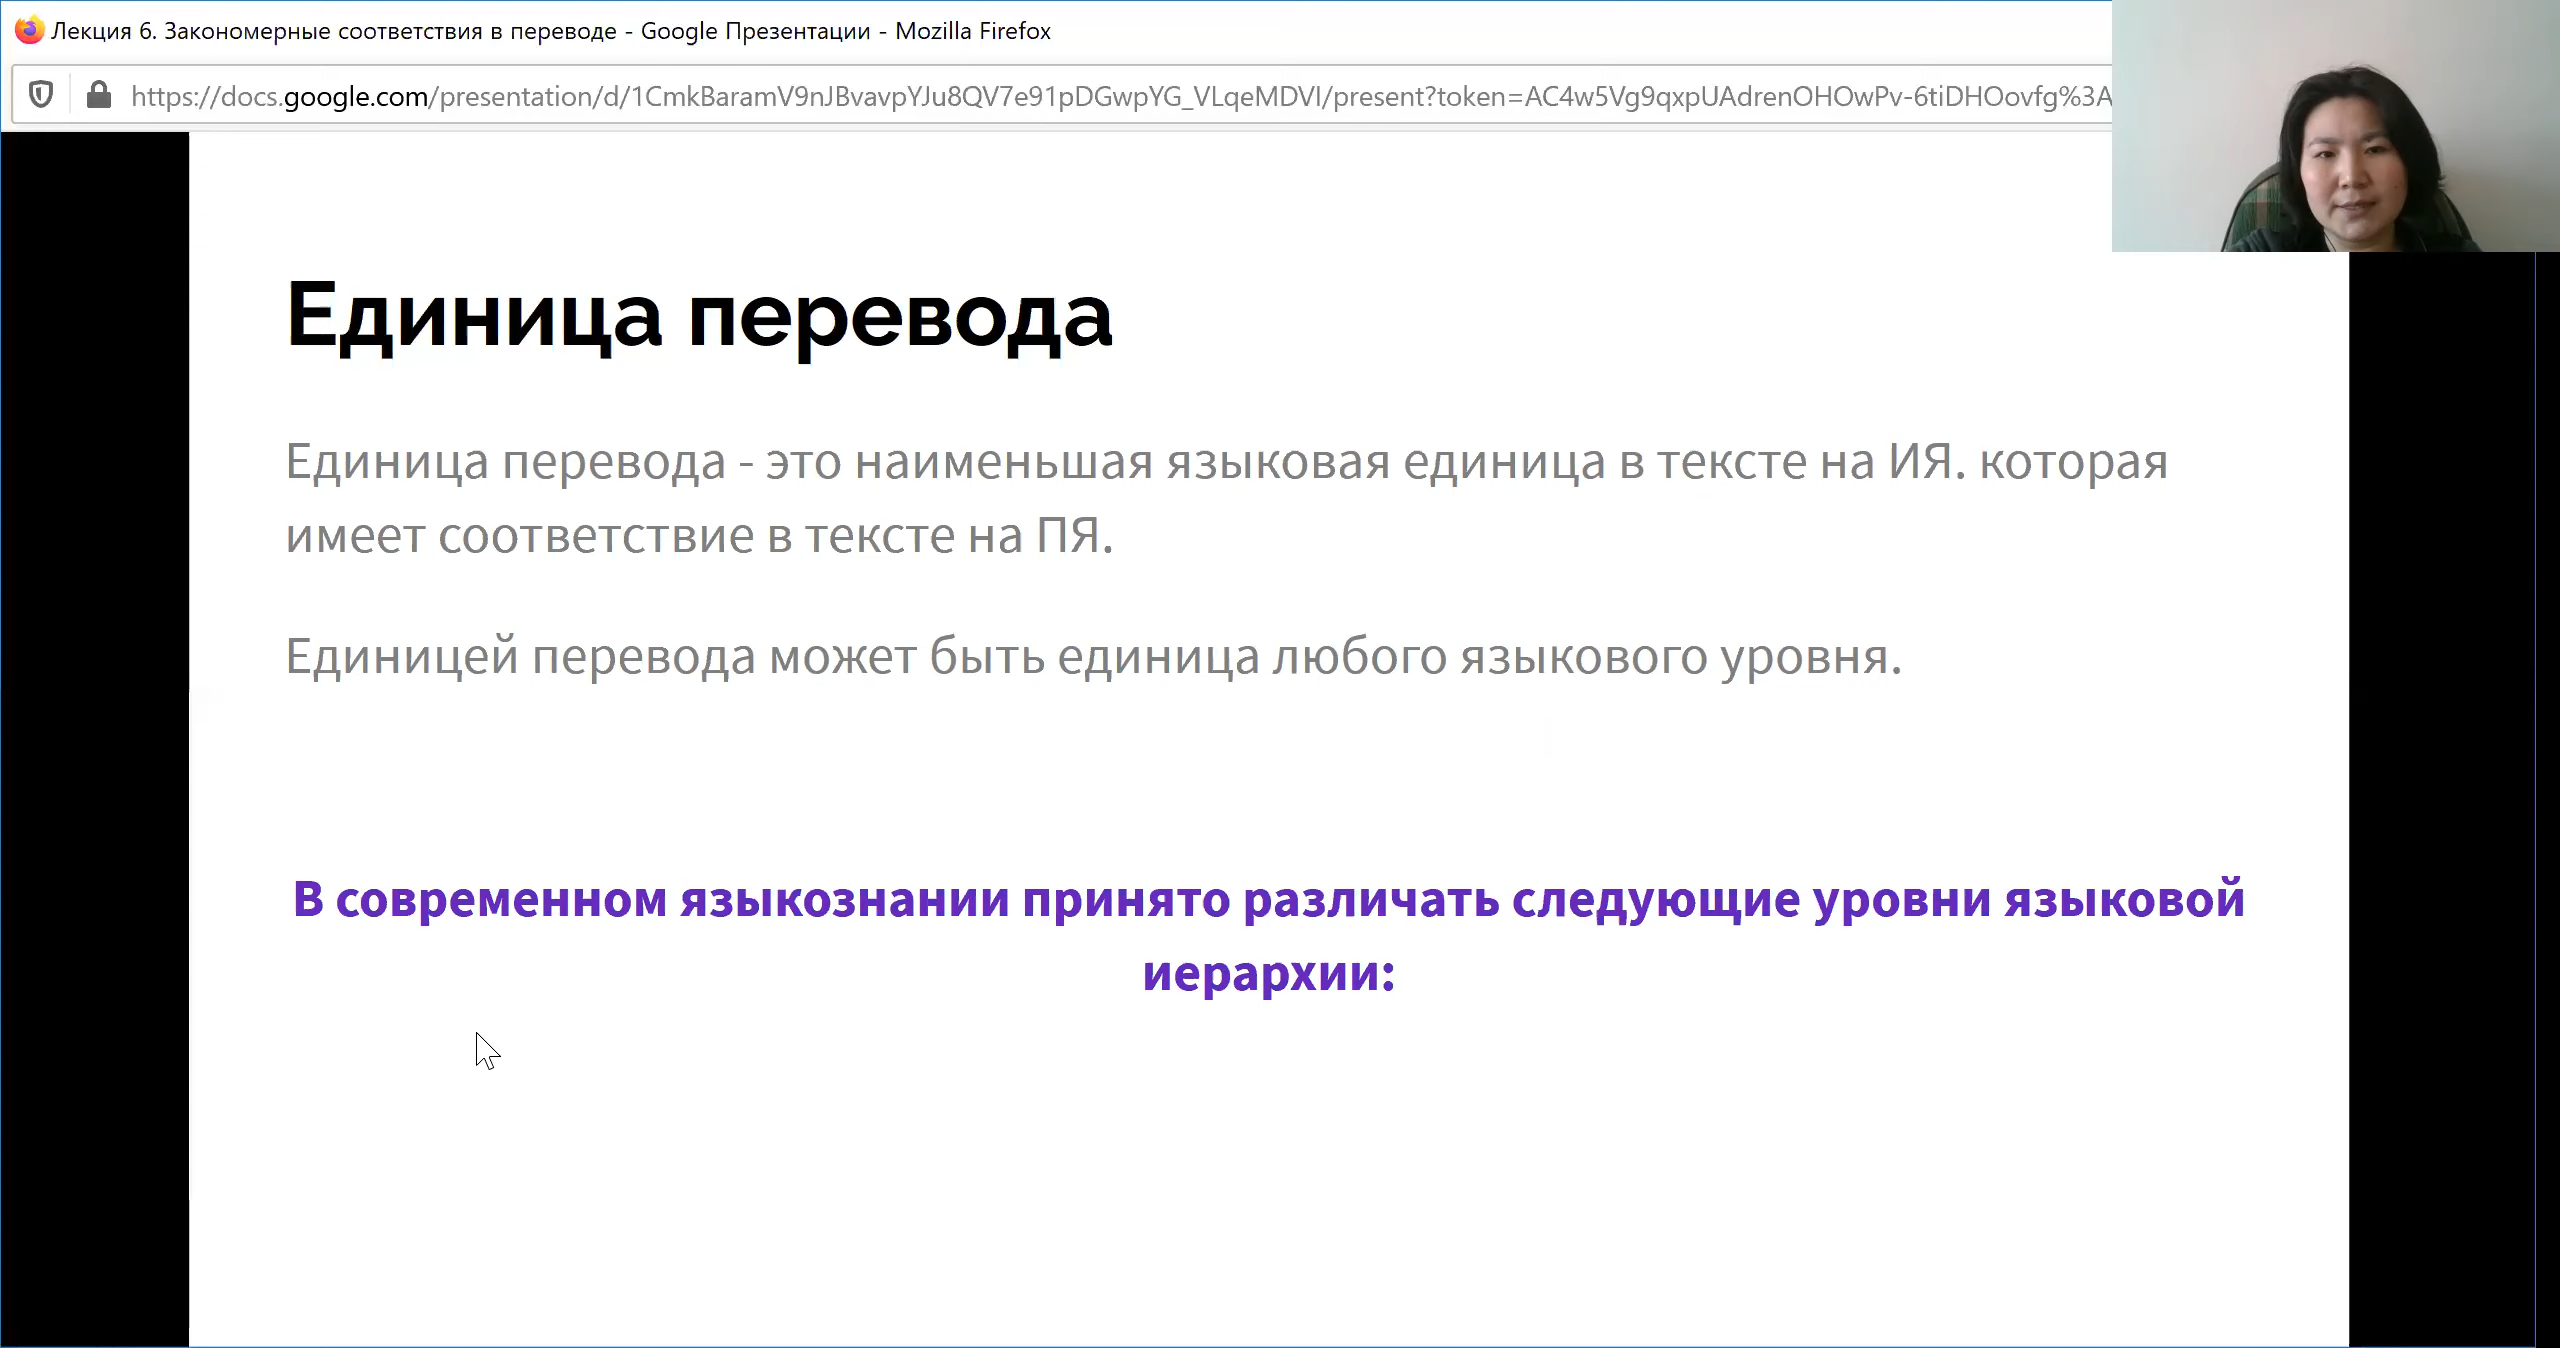 Лекция 6. Закономерные соответствия в переводе - Google Презентации - Mozilla Firefox
https://docs.google.com/presentation/d/1CmkBaramV9nJBvavpYJu8QV7e91pDGwpYG_VLqeMDVI/present?token=AC4w5Vg9qxpUAdrenOHOwPv-6tiDHOovfg%3A
Единица перевода
Единица перевода - это наименьшая языковая единица в тексте на ИЯ. которая
имеет соответствие в тексте на ПЯ.
Единицей перевода может быть единица любого языкового уровня.
В современном языкознании принято различать следующие уровни языковой
иерархии: